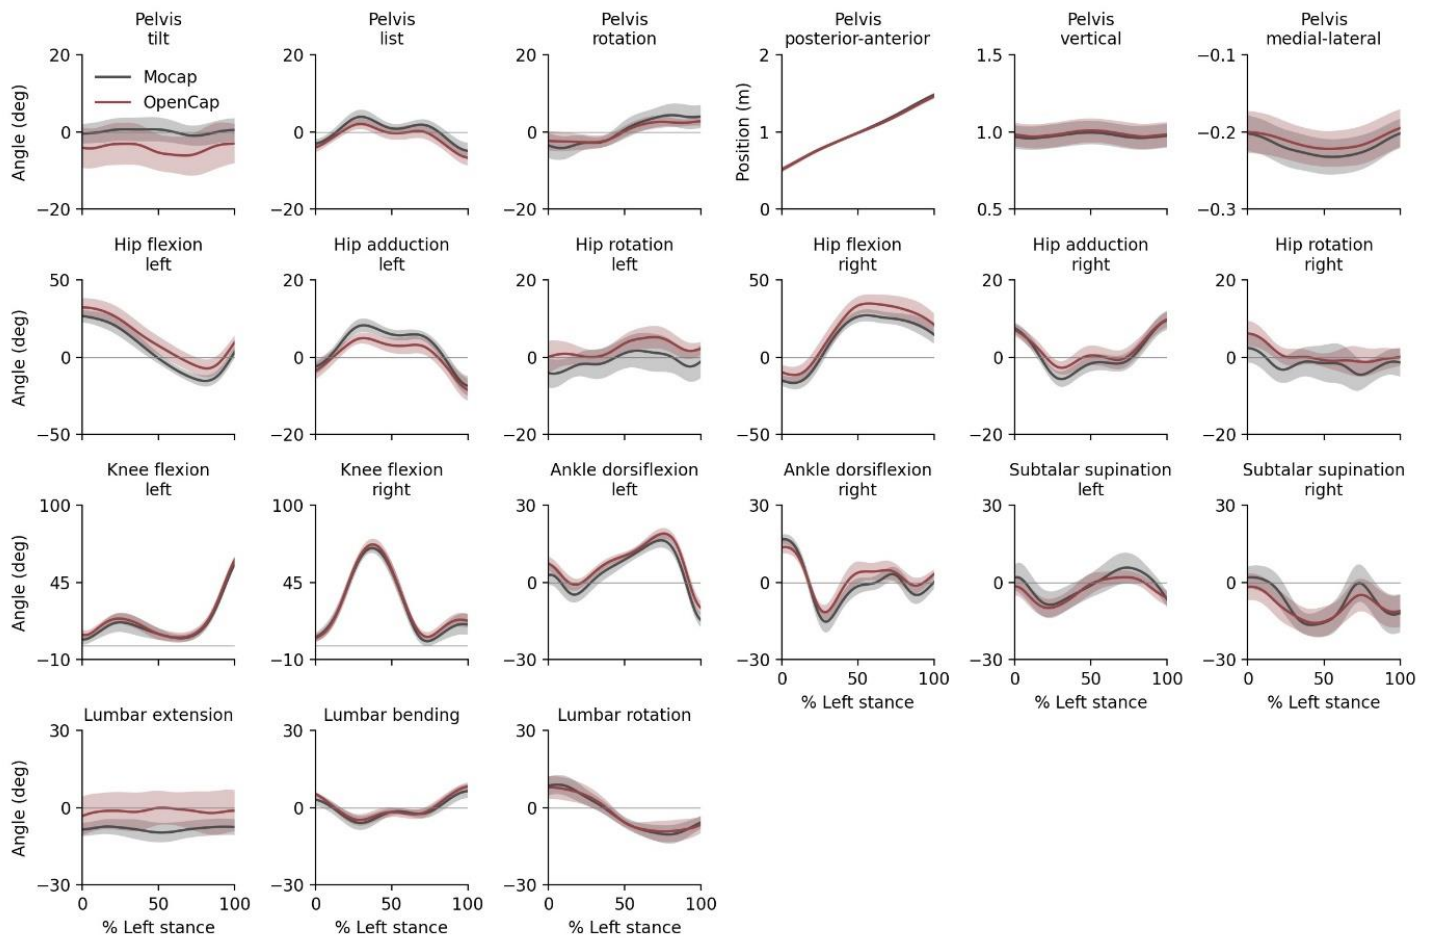 Pelvis
tilt
Pelvis
list
Pelvis
rotation
Pelvis
posterior-anterior
Pelvis
vertical
Pelvis
medial-lateral
20
0
−20
Angle (deg)
Mocap
OpenCap
20
0
−20
20
0
−20
2
1
0
Position (m)
1.5
1.0
0.5
−0.1
−0.2
−0.3
Hip flexion
left
Hip adduction
left
Hip rotation
left
Hip flexion
right
Hip adduction
right
Hip rotation
right
50
0
−50
Angle (deg)
20
0
−20
20
0
−20
50
0
−50
20
0
−20
20
0
−20
Knee flexion
left
Knee flexion
right
Ankle dorsiflexion
left
Ankle dorsiflexion
right
Subtalar supination
left
Subtalar supination
right
100
45
−10
Angle (deg)
100
45
−10
30
0
−30
30
0
−30
0 50 100
% Left stance
30
0
−30
0 50 100
% Left stance
30
0
−30
0 50 100
% Left stance
Lumbar extension
Lumbar bending
Lumbar rotation
30
0
−30
Angle (deg)
0 50 100
% Left stance
30
0
−30
0 50 100
% Left stance
30
0
−30
0 50 100
% Left stance